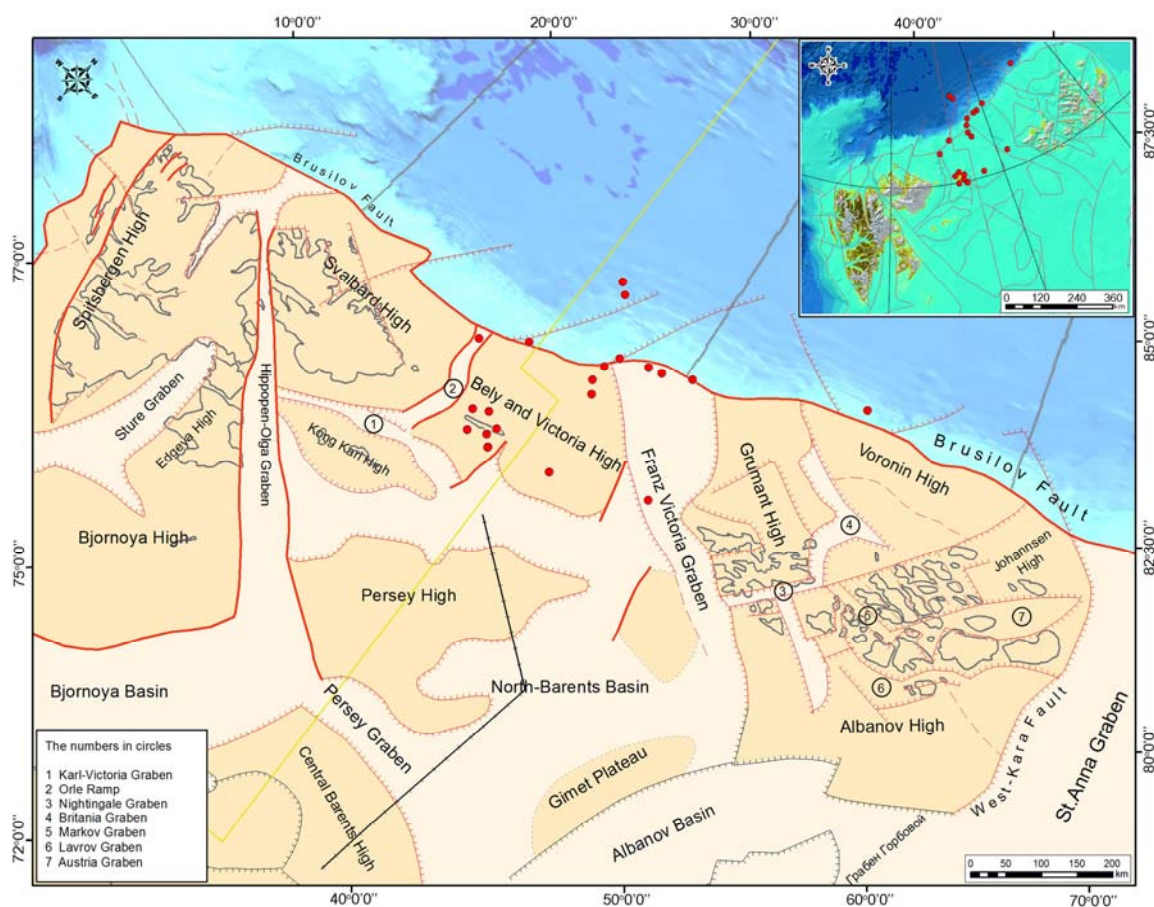 10°0'0" 20°0'0" 30°0'0" 40°0'0"
87°30'0"
0 120 240 360
km
Brusilov Fault
77°0'0"
85°0'0"
Spitsbergen High
Svalbard High
2
Bely and Victoria High
Sture Graben
Edgeya High
Hippopen-Olga Graben
1
Kong Karl High
Franz Victoria Graben
Grumant High
Voronin High
Brusilov Fault
4
Bjornoya High
75°0'0"
82°30'0"
Johannsen
High
Persey High
3
5
7
6
Bjornoya Basin
North-Barents Basin
Persey Graben
Albanov High
West-Kara Fault
St.Anna Graben
80°0'0"
Central Barents High
Gimet Plateau
Albanov Basin
Грабен Горбовой
72°0'0"
The numbers in circles
1 Karl-Victoria Graben
2 Orle Ramp
3 Nightingale Graben
4 Britania Graben
5 Markov Graben
6 Lavrov Graben
7 Austria Graben
0 50 100 150 200
km
40°0'0" 50°0'0" 60°0'0" 70°0'0"